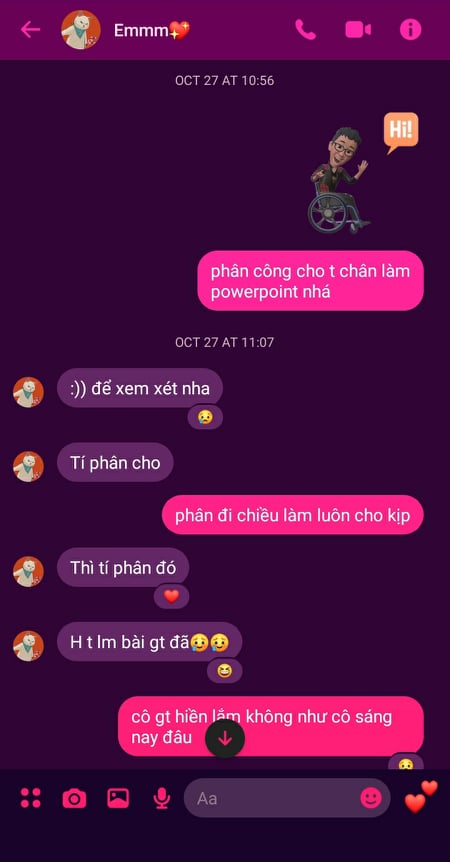 Emmm
OCT 27 AT 10:56
Hi!
phân công cho t chân làm
powerpoint nhá
OCT 27 AT 11:07
:)) để xem xét nha
Tí phân cho
phân đi chiều làm luôn cho kịp
Thì tí phân đó
H t lm bài gt đã😥😥
cô gt hiền lắm không như cô sáng
nay đâu
Aa